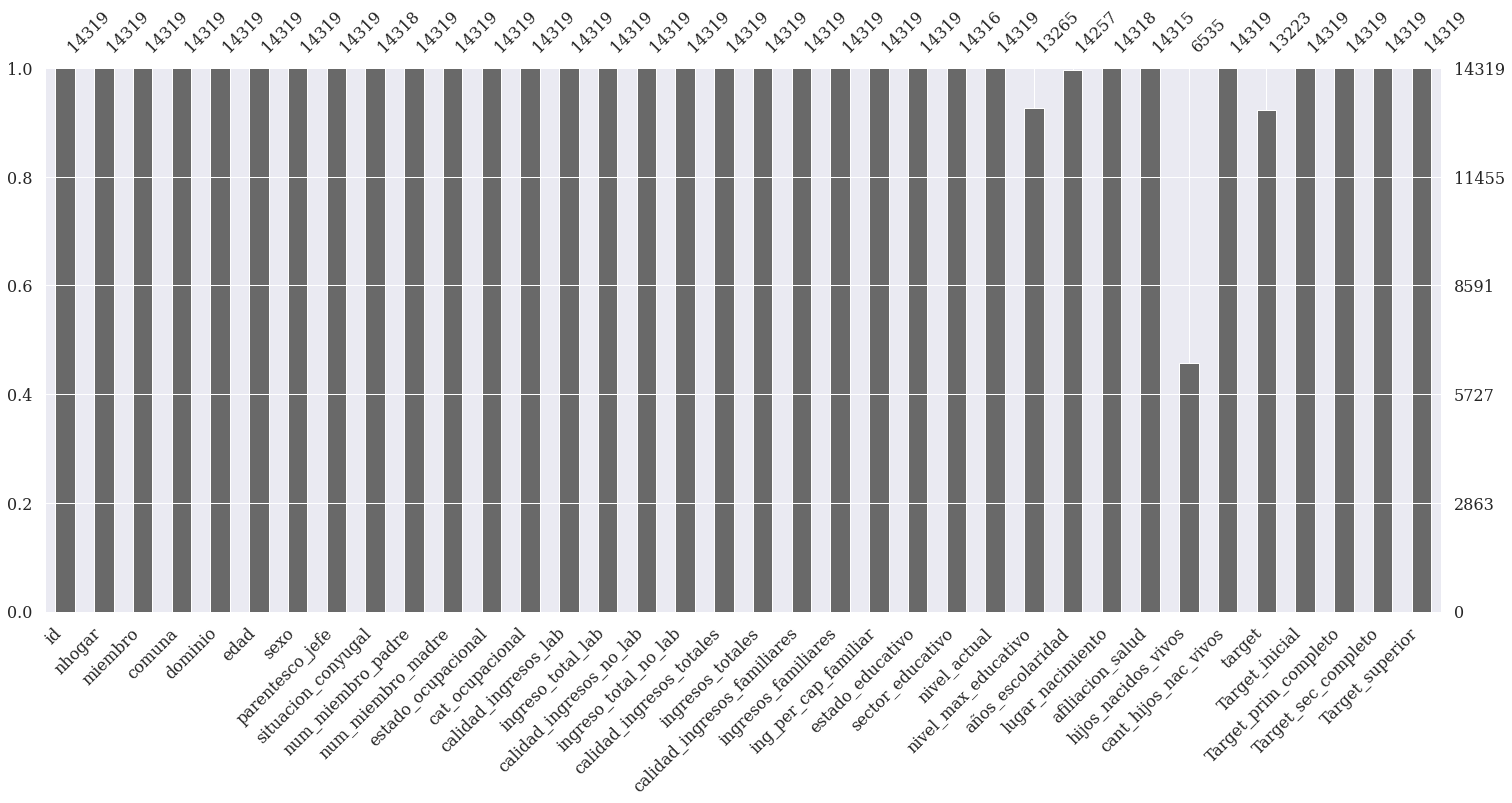 14319
14319
14319
14319
14319
14319
14319
14319
14318
14319
14319
14319
14319
14319
14319
14319
14319
14319
14319
14319
14319
14319
14319
14316
14319
13265
14257
14318
14315
6535
14319
13223
14319
14319
14319
14319
1.0
0.8
0.6
0.4
0.2
0.0
14319
11455
8591
5727
2863
0
id
nhogar
miembro
comuna
dominio
edad
sexo
parentesco_jefe
situacion_conyugal
num_miembro_padre
num_miembro_madre
estado_ocupacional
cat_ocupacional
calidad_ingresos_lab
ingreso_total_lab
calidad_ingresos_no_lab
ingreso_total_no_lab
calidad_ingresos_totales
ingresos_totales
calidad_ingresos_familiares
ingresos_familiares
ing_per_cap_familiar
estado_educativo
sector_educativo
nivel_actual
nivel_max_educativo
años_escolaridad
lugar_nacimiento
afiliacion_salud
hijos_nacidos_vivos
cant_hijos_nac_vivos
target
Target_inicial
Target_prim_completo
Target_sec_completo
Target_superior